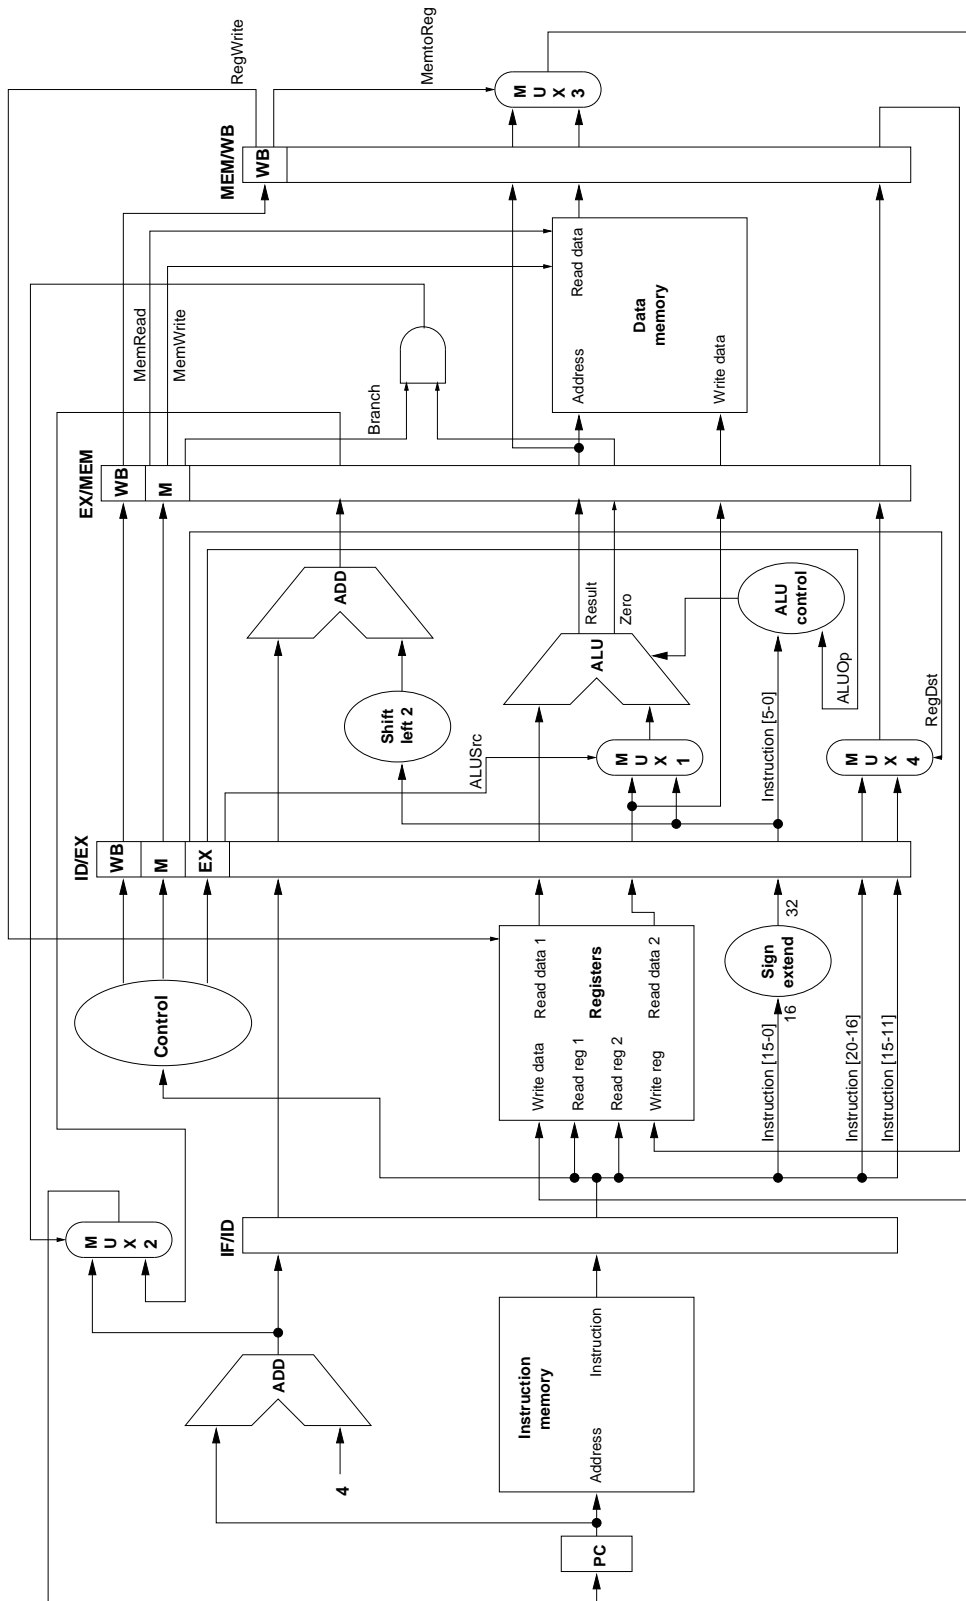 PC
4
ADD
Instruction
memory
Address
Instruction
M
U
X
2
IF/ID
Control
Write data
Read reg 1
Read reg 2
Write reg
Registers
Read data 1
Read data 2
Instruction [15-0]
16
Sign
extend
32
Instruction [20-16]
Instruction [15-11]
ID/EX
WB
M
EX
ALUSrc
Shift
left 2
ADD
M
U
X
1
ALU
Result
Zero
Instruction [5-0]
ALU
control
ALUOp
M
U
X
4
RegDst
EX/MEM
WB
M
MemRead
MemWrite
Branch
Address
Read data
Data
memory
Write data
MEM/WB
WB
RegWrite
MemtoReg
M
U
X
3